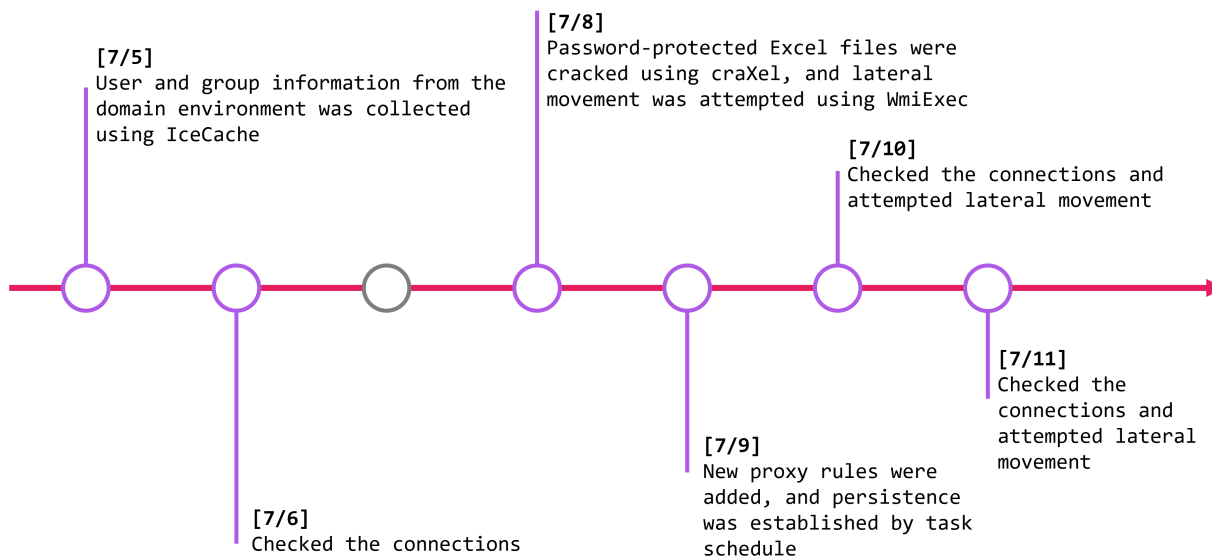 [7/5]
User and group information from the
domain environment was collected
using IceCache
[7/6]
Checked the connections
[7/8]
Password-protected Excel files were
cracked using craXel, and lateral
movement was attempted using WmiExec
[7/9]
New proxy rules were
added, and persistence
was established by task
schedule
[7/10]
Checked the connections and
attempted lateral movement
[7/11]
Checked the
connections and
attempted lateral
movement